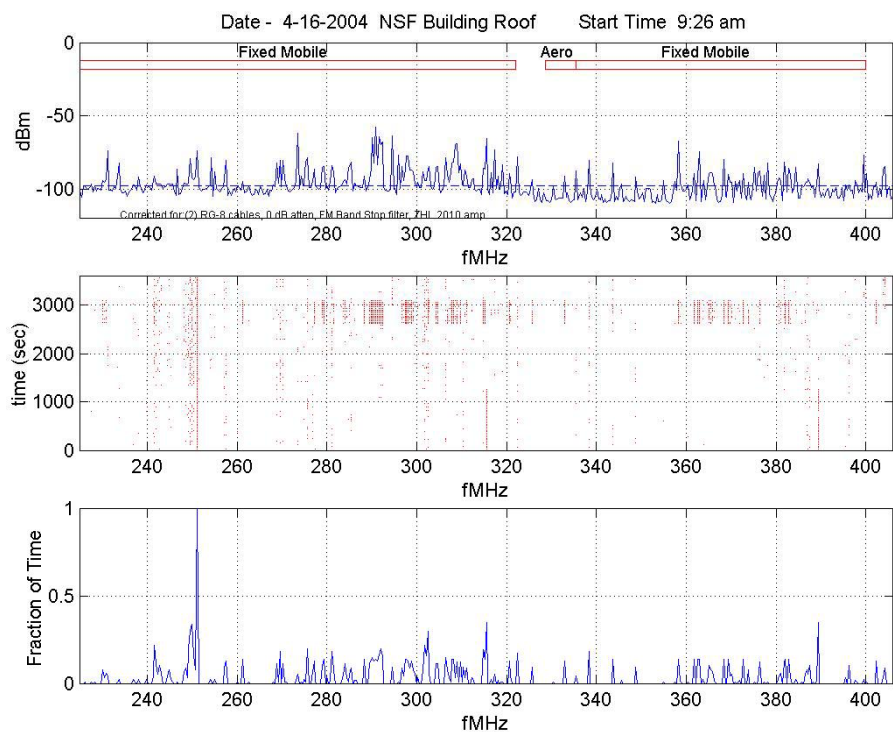 Date - 4-16-2004 NSF Building Roof Start Time 9:26 am
0
-50
-100
dBm
Fixed Mobile
Aero
Fixed Mobile
Corrected for:(2) RG-8 cables, 0 dB atten, FM Band Stop filter, ZHL_2010 amp
240 260 280 300 320 340 360 380 400
fMHz
3000
2000
1000
0
time (sec)
240 260 280 300 320 340 360 380 400
fMHz
1
0.5
0
Fraction of Time
240 260 280 300 320 340 360 380 400
fMHz